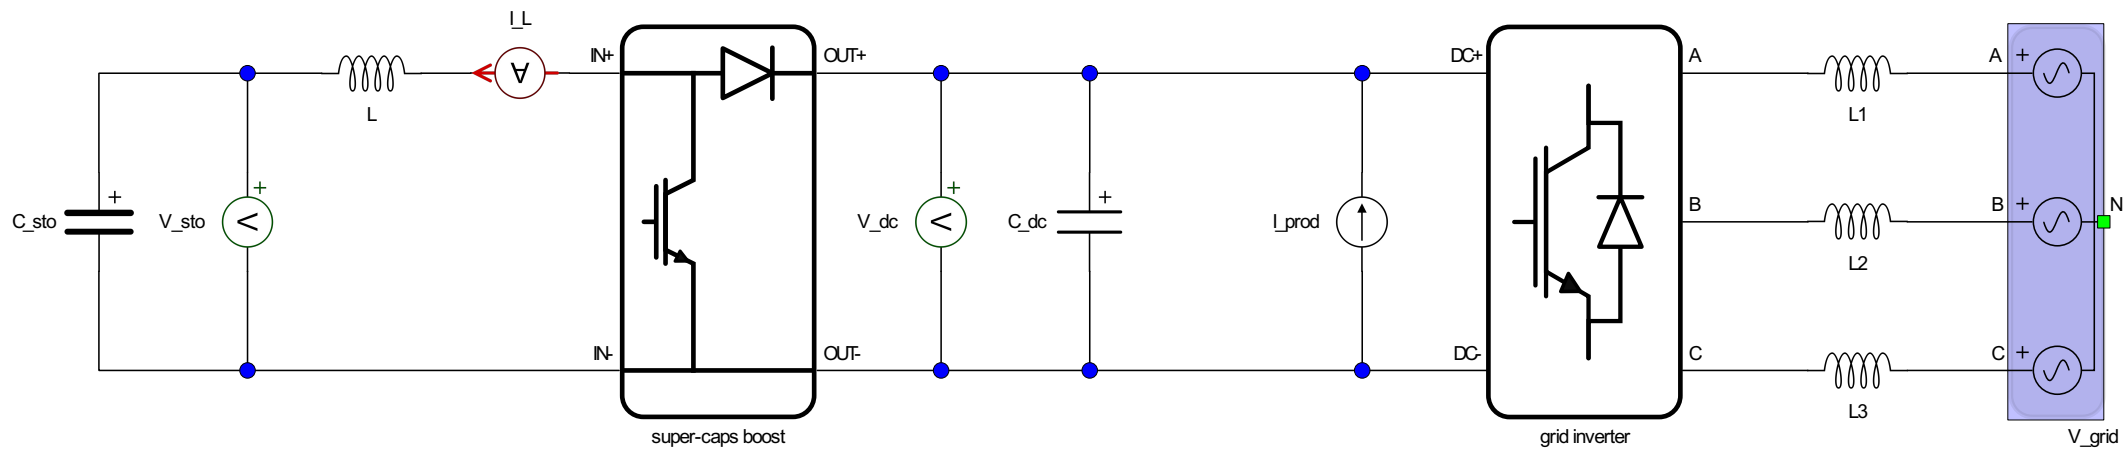 I_L
IN+
OUT+
DC+
A
A
+
L
L1
C_sto
+
V_sto
+
V
A
V_dc
+
V
C_dc
+
I_prod
B
B
+
N
L2
IN-
OUT-
DC-
C
C
+
L3
super-caps boost
grid inverter
V_grid